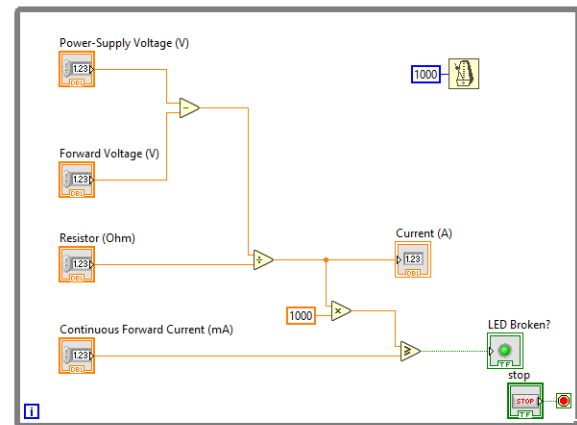 Power-Supply Voltage (V)
1.23
DBL
1000
Forward Voltage (V)
1.23
DBL
Resistor (Ohm)
1.23
DBL
Current (A)
1.23
DBL
1000
Continuous Forward Current (mA)
1.23
DBL
LED Broken?
TF
stop
STOP
TF
i